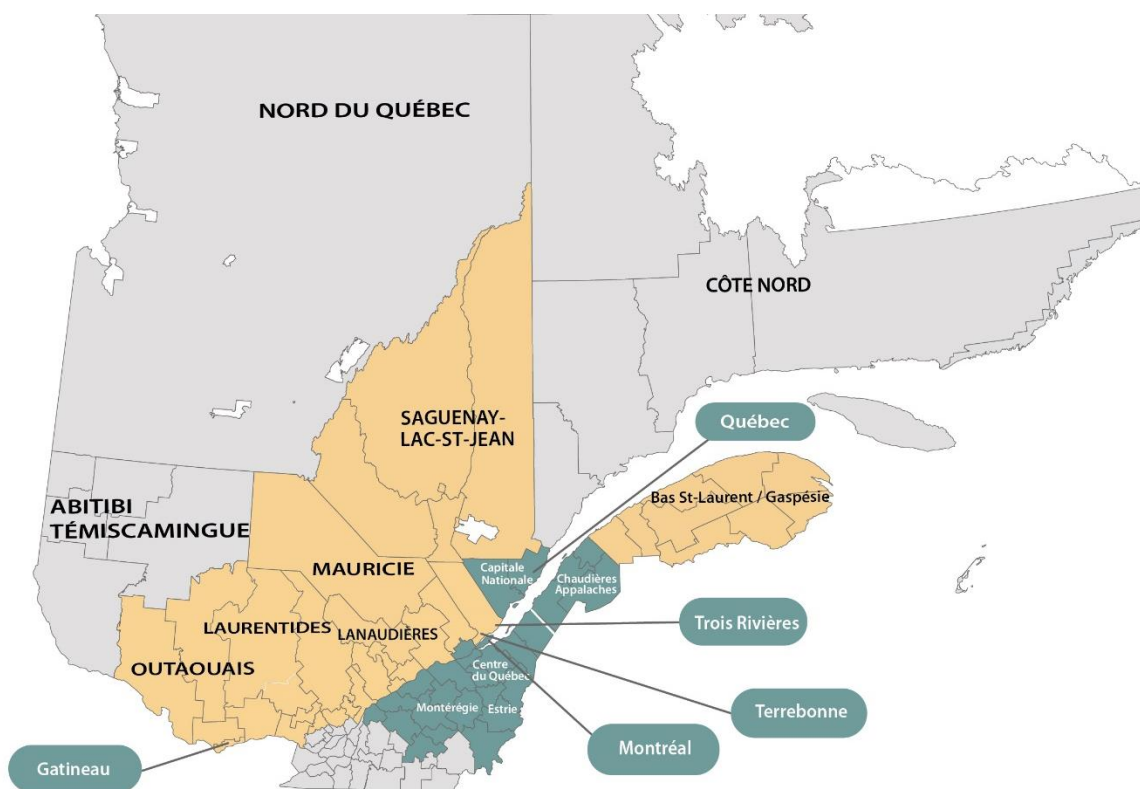 NORD DU QUÉBEC
CÔTE NORD
SAGUENAY-
LAC-ST-JEAN
Québec
Bas St-Laurent / Gaspésie
ABITIBI
TÉMISCAMINGUE
MAURICIE
Capitale
Nationale
Chaudières
Appalaches
LAURENTIDES
LANAUDIÈRES
Trois Rivières
OUTAOUAIS
Centre
du Québec
Montérégie
Estrie
Terrebonne
Montréal
Gatineau